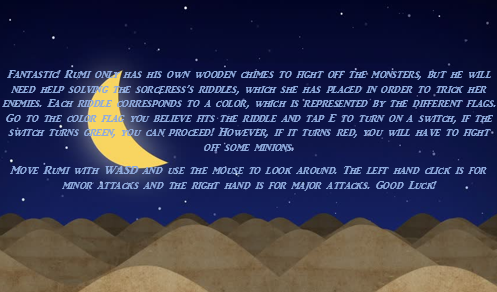 Fantastic! Rumi only has his own wooden chimes to fight off the monsters, but he will
need help solving the sorceress's riddles, which she has placed in order to trick her
enemies. Each riddle corresponds to a color, which is represented by the different flags.
Go to the color flag you believe fits the riddle and tap E to turn on a switch, if the
switch turns green, you can proceed! However, if it turns red, you will have to fight
off some minions.
Move Rumi with WASD and use the mouse to look around. The left hand click is for
minor attacks and the right hand is for major attacks. Good Luck!